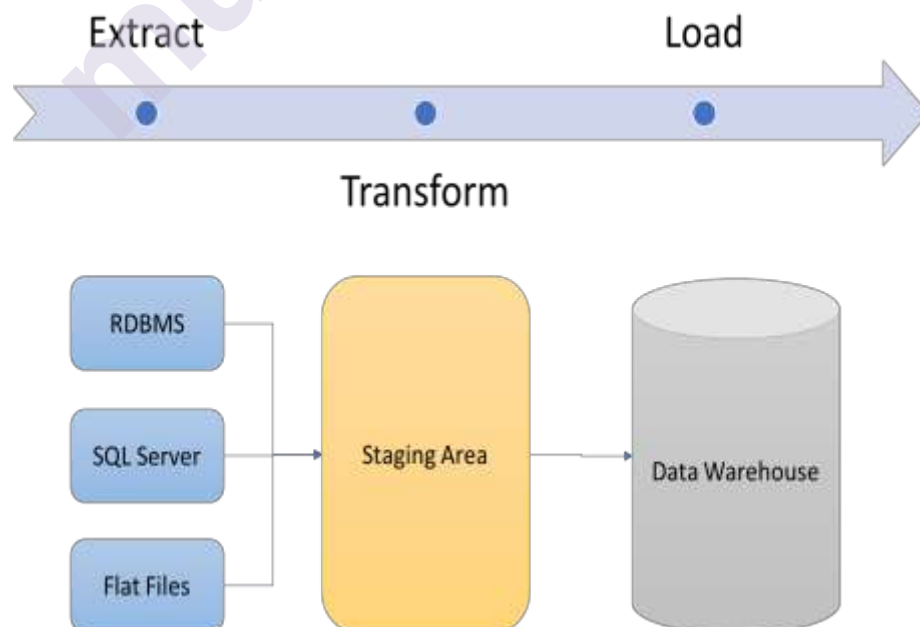 Extract
Load
Transform
RDBMS
SQL Server
Flat Files
Staging Area
Data Warehouse